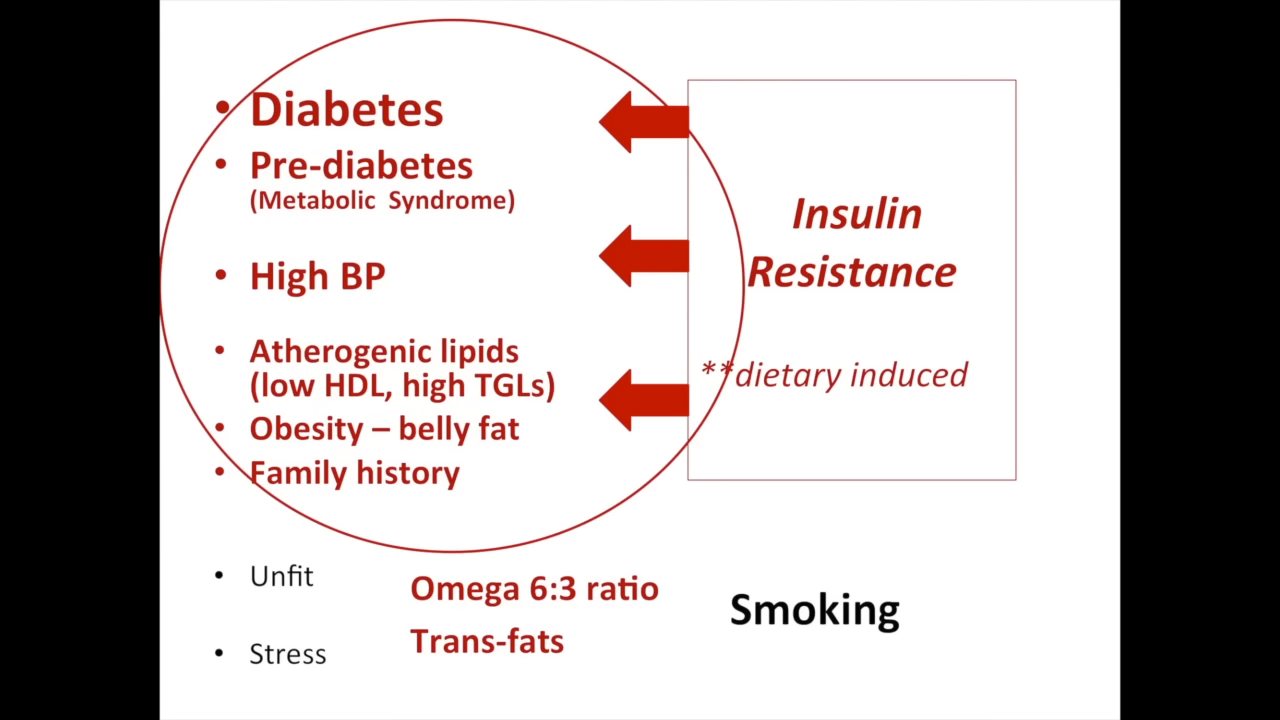 • Diabetes
• Pre-diabetes
(Metabolic Syndrome)
• High BP
• Atherogenic lipids
(low HDL, high TGLs)
• Obesity – belly fat
• Family history
Insulin
Resistance
**dietary induced
• Unfit
• Stress
Omega 6:3 ratio
Trans-fats
Smoking